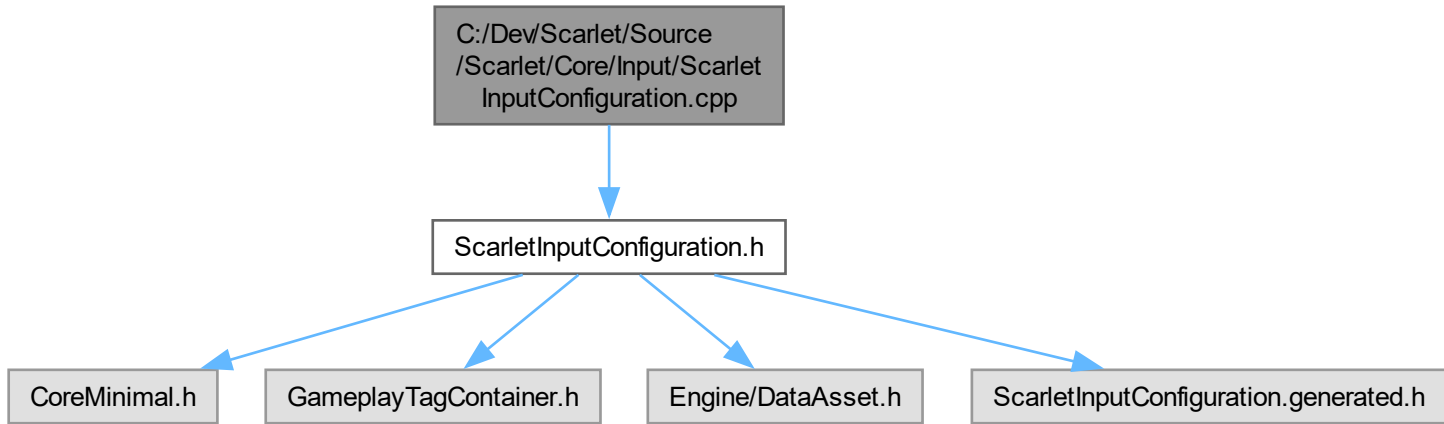 C:/Dev/Scarlet/Source
/Scarlet/Core/Input/Scarlet
InputConfiguration.cpp
ScarletInputConfiguration.h
CoreMinimal.h
GameplayTagContainer.h
Engine/DataAsset.h
ScarletInputConfiguration.generated.h